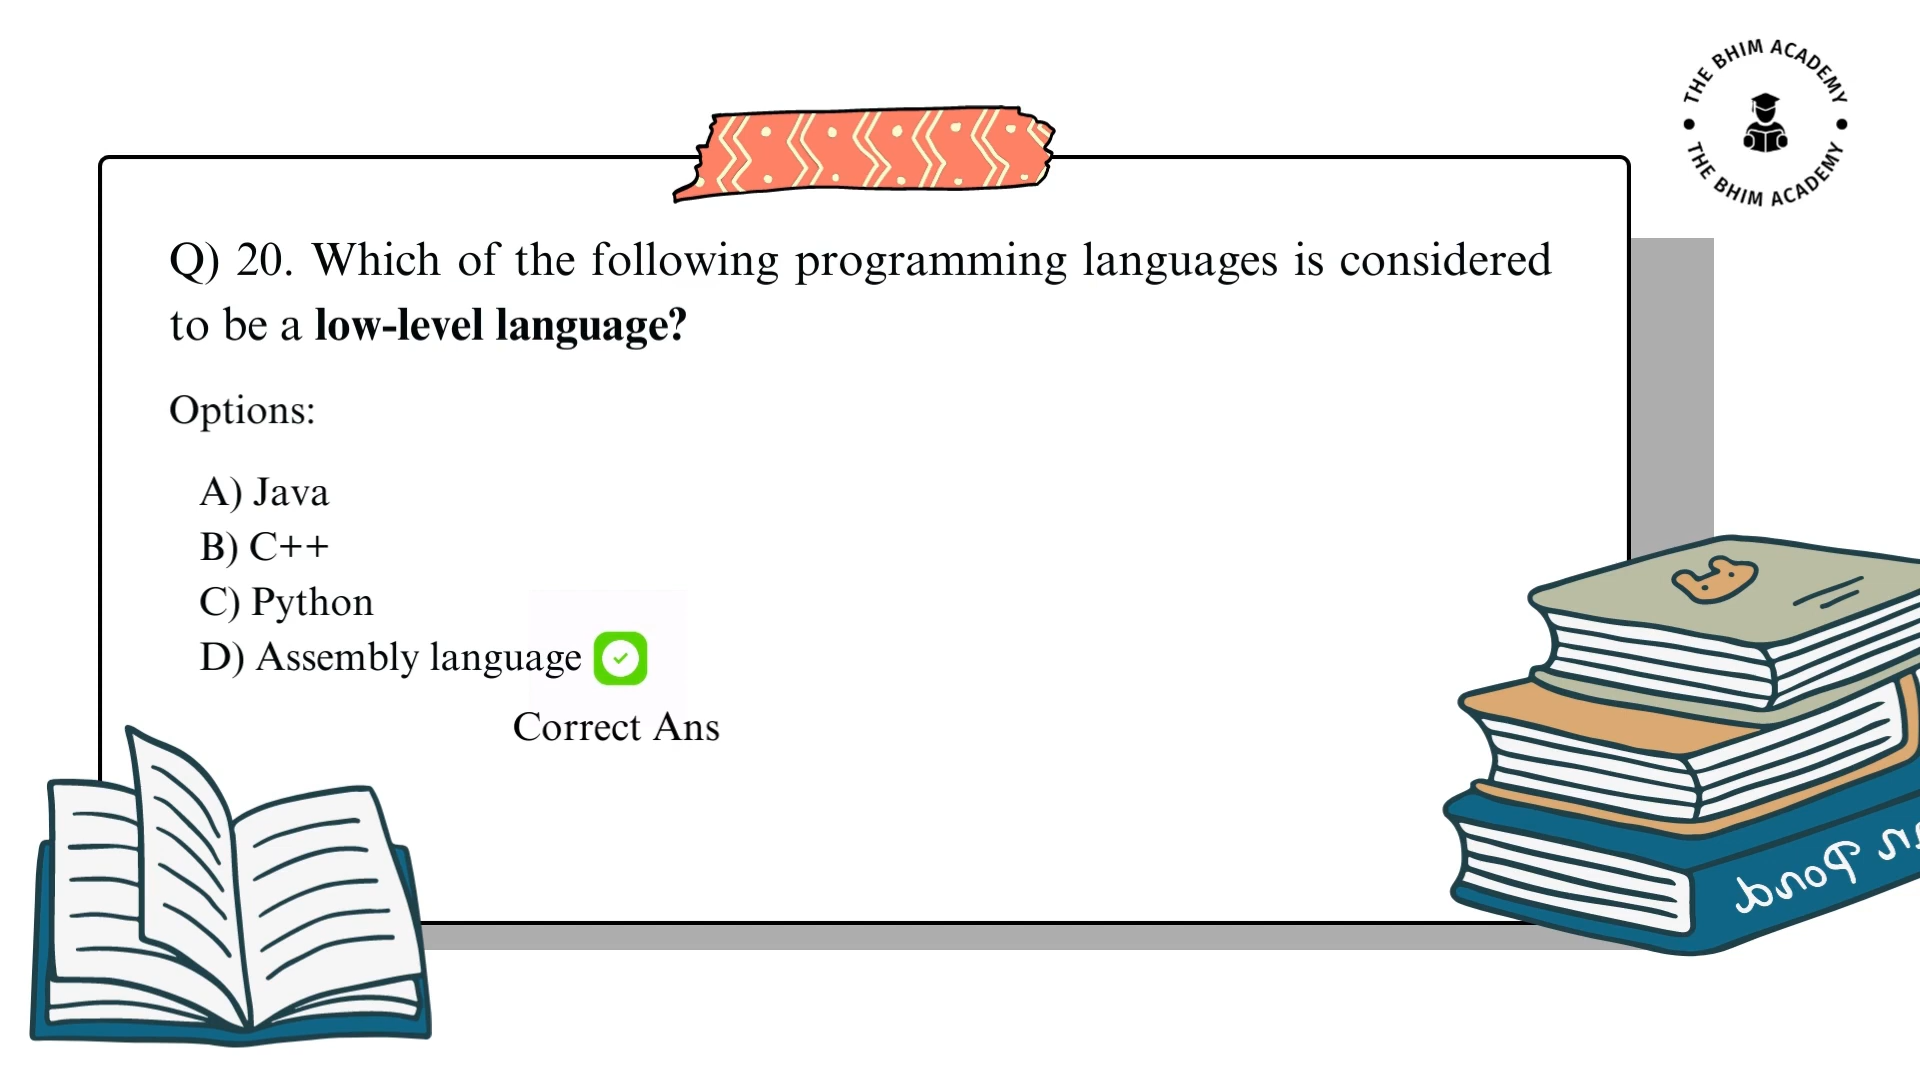 THE BHIM ACADEMY
THE BHIM ACADEMY
Q) 20. Which of the following programming languages is considered
to be a low-level language?
Options:
A) Java
B) C++
C) Python
D) Assembly language
Correct Ans
Pond